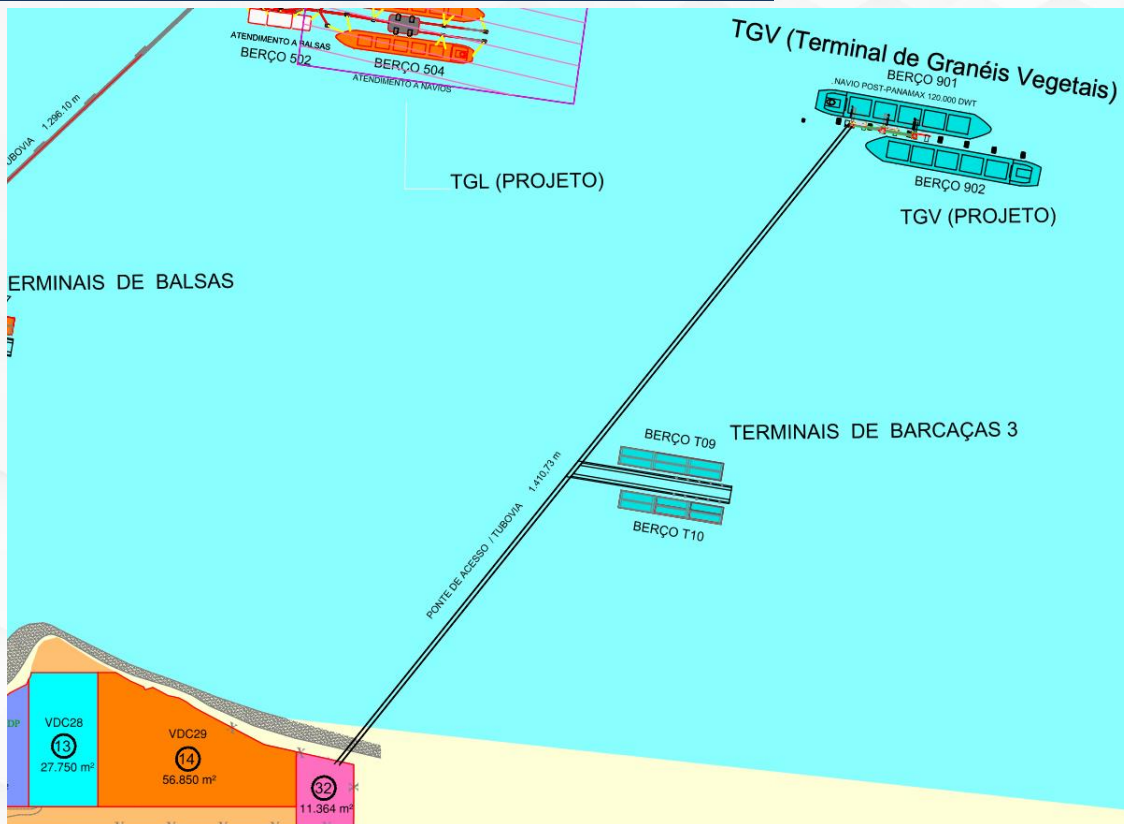 ATENDIMENTO A BALSAS
BERÇO 502
BERÇO 504
ATENDIMENTO A NAVIOS
TGV (Terminal de Granéis Vegetais)
BERÇO 901
NAVIO POST-PANAMAX 120.000 DWT
BERÇO 902
TGV (PROJETO)
TGL (PROJETO)
UBOVIA 1.296.10 m
ERMINAIS DE BALSAS
TERMINAIS DE BARCAÇAS 3
BERÇO T09
BERÇO T10
PONTE DE ACESSO / TUBOVIA 1.410,73 m
DP
VDC28
13
27.750 m²
VDC29
14
56.850 m²
32
11.364 m²